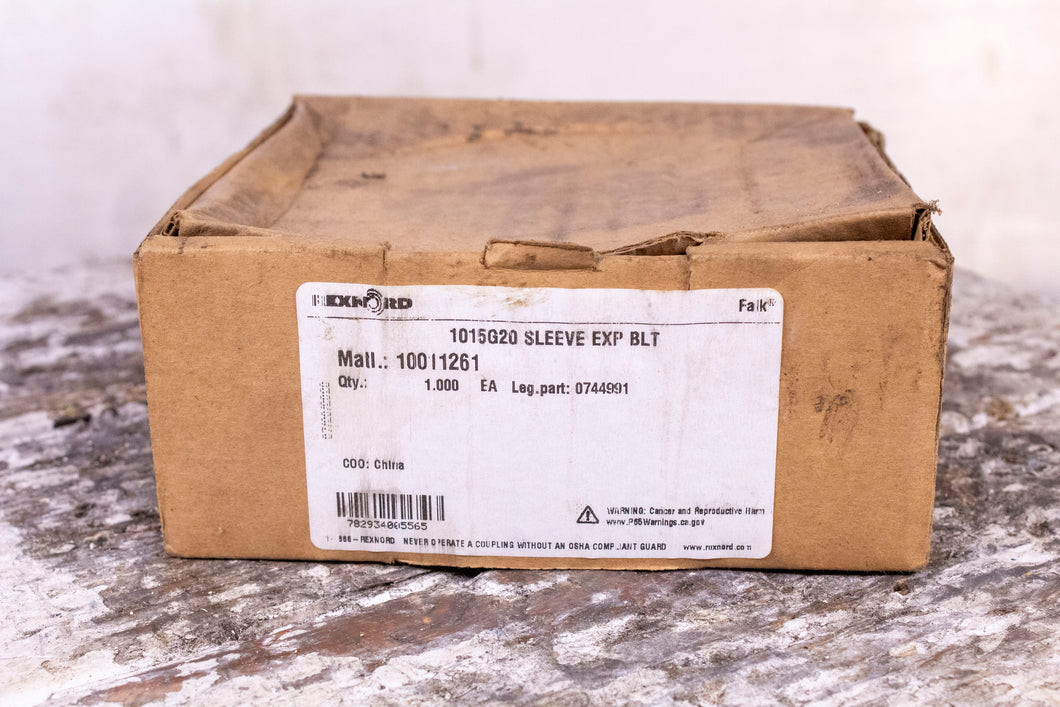 REXNORD Falk®
1015G20 SLEEVE EXP BLT
Matl.: 10011261
Qty.: 1.000 EA Leg.part: 0744991
COO: China
782934005565
WARNING: Cancer and Reproductive Harm
www.P65Warnings.ca.gov
REXNORD NEVER OPERATE A COUPLING WITHOUT AN OSHA COMPLIANT GUARD www.rexnord.com